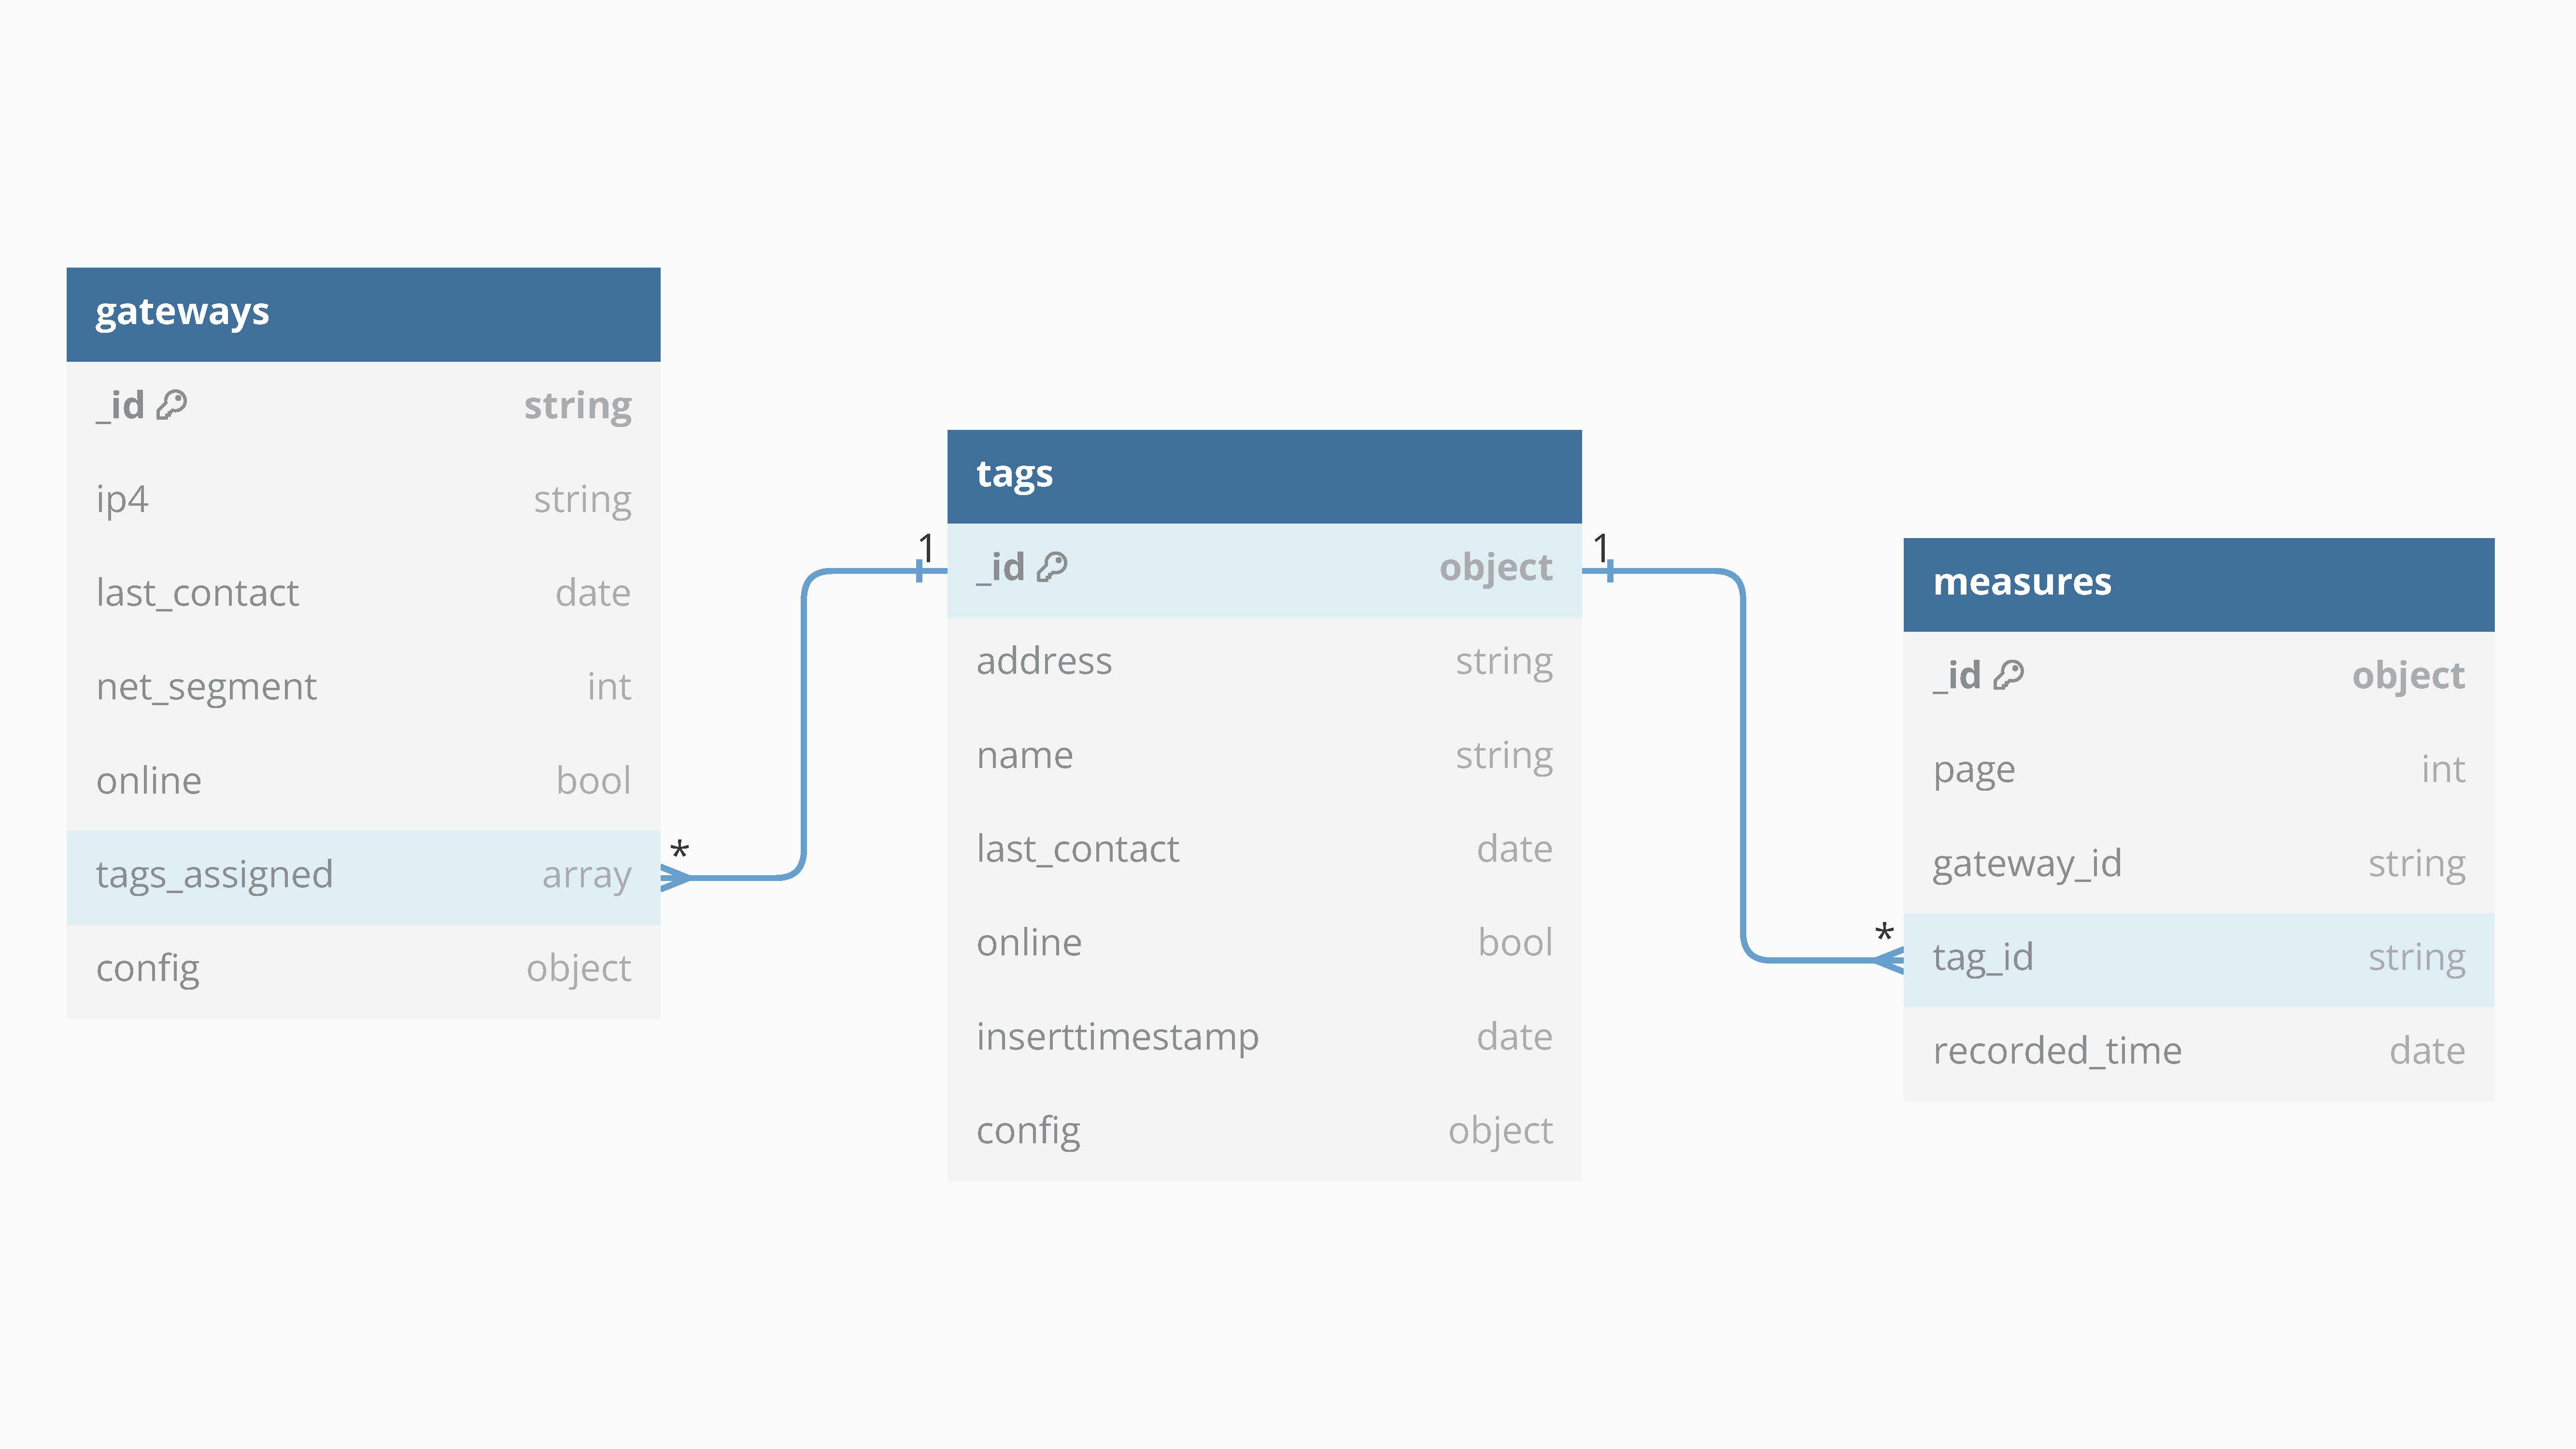 gateways
_id string
ip4 string
last_contact date
net_segment int
online bool
tags_assigned array
config object
*
1
tags
_id object
address string
name string
last_contact date
online bool
inserttimestamp date
config object
1
*
measures
_id object
page int
gateway_id string
tag_id string
recorded_time date